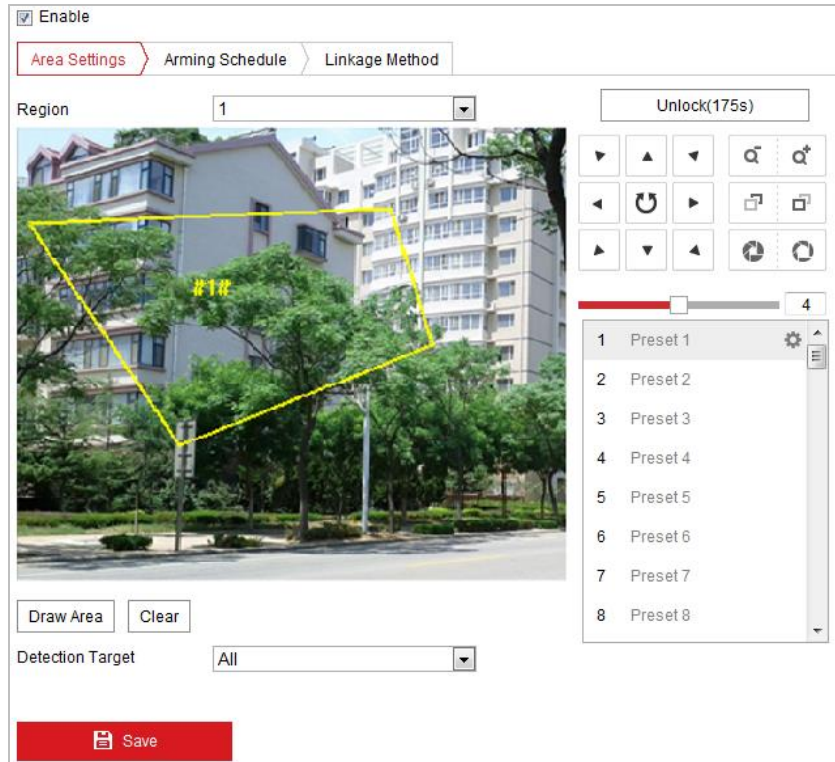 Enable
Area Settings
Arming Schedule
Linkage Method
Region
1
Unlock(175s)
#1#
4
1 Preset 1
2 Preset 2
3 Preset 3
4 Preset 4
5 Preset 5
6 Preset 6
7 Preset 7
8 Preset 8
Draw Area
Clear
Detection Target
All
Save